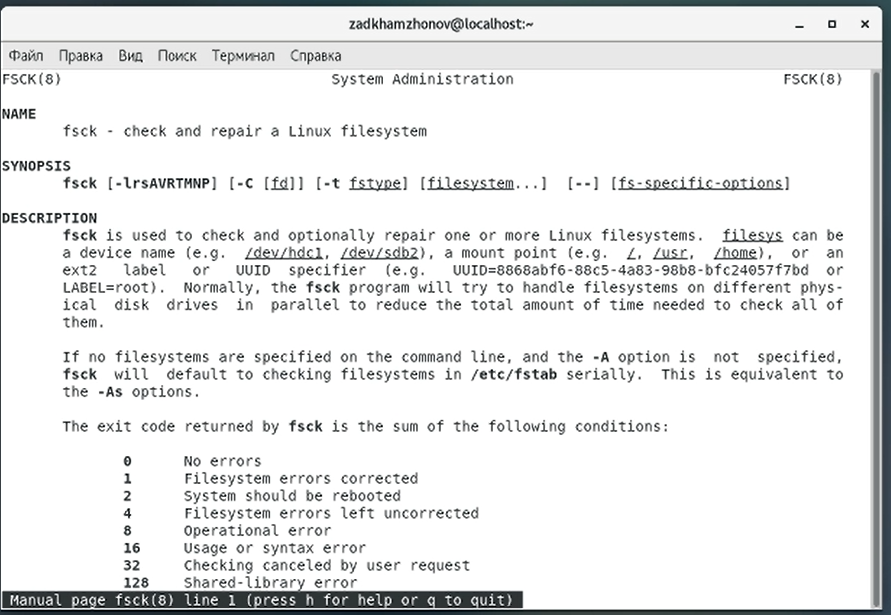 zadkhamzhonov@localhost:~
Файл Правка Вид Поиск Терминал Справка
FSCK(8) System Administration FSCK(8)
NAME
fsck - check and repair a Linux filesystem
SYNOPSIS
fsck [-lrsAVRTMNP] [-C [fd]] [-t fstype] [filesystem...] [--] [fs-specific-options]
DESCRIPTION
fsck is used to check and optionally repair one or more Linux filesystems. filesys can be
a device name (e.g. /dev/hdc1, /dev/sdb2), a mount point (e.g. /, /usr, /home), or an
ext2 label or UUID specifier (e.g. UUID=8868abf6-88c5-4a83-98b8-bfc24057f7bd or
LABEL=root). Normally, the fsck program will try to handle filesystems on different phys-
ical disk drives in parallel to reduce the total amount of time needed to check all of
them.
If no filesystems are specified on the command line, and the -A option is not specified,
fsck will default to checking filesystems in /etc/fstab serially. This is equivalent to
the -As options.
The exit code returned by fsck is the sum of the following conditions:
0 No errors
1 Filesystem errors corrected
2 System should be rebooted
4 Filesystem errors left uncorrected
8 Operational error
16 Usage or syntax error
32 Checking canceled by user request
128 Shared-library error
Manual page fsck(8) line 1 (press h for help or q to quit)